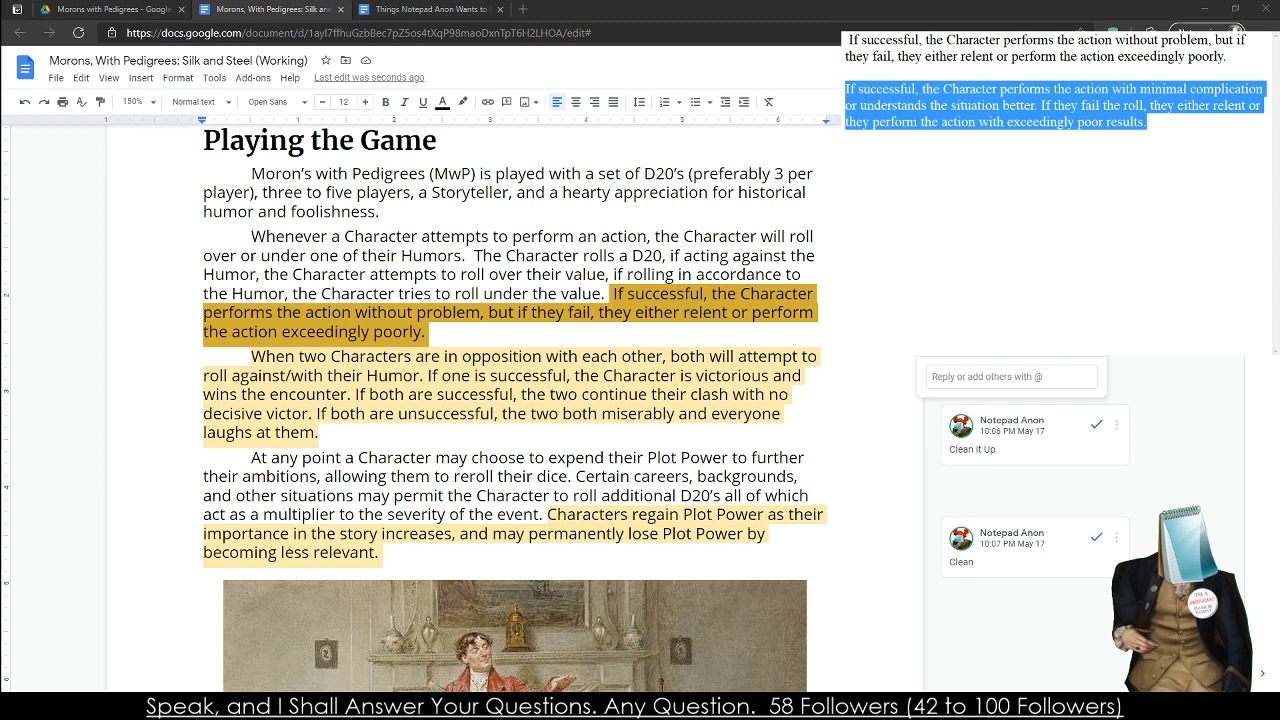 Morons with Pedigrees - Google
Morons, With Pedigrees: Silk and
Things Notepad Anon Wants to
https://docs.google.com/document/d/1ayI7ffhuGzbBec7pZ5os4tXqP98maoDxnTpT6H2LHOA/edit#
Morons, With Pedigrees: Silk and Steel (Working)
File Edit View Insert Format Tools Add-ons Help Last edit was seconds ago
150% Normal text Open Sans 12 B I U A
If successful, the Character performs the action without problem, but if
they fail, they either relent or perform the action exceedingly poorly.
If successful, the Character performs the action with minimal complication
or understands the situation better. If they fail the roll, they either relent or
they perform the action with exceedingly poor results.
1 1 2 3 4 5 6
Playing the Game
Moron's with Pedigrees (MwP) is played with a set of D20's (preferably 3 per
player), three to five players, a Storyteller, and a hearty appreciation for historical
humor and foolishness.
Whenever a Character attempts to perform an action, the Character will roll
over or under one of their Humors. The Character rolls a D20, if acting against the
Humor, the Character attempts to roll over their value, if rolling in accordance to
the Humor, the Character tries to roll under the value. If successful, the Character
performs the action without problem, but if they fail, they either relent or perform
the action exceedingly poorly.
When two Characters are in opposition with each other, both will attempt to
roll against/with their Humor. If one is successful, the Character is victorious and
wins the encounter. If both are successful, the two continue their clash with no
decisive victor. If both are unsuccessful, the two both miserably and everyone
laughs at them.
At any point a Character may choose to expend their Plot Power to further
their ambitions, allowing them to reroll their dice. Certain careers, backgrounds,
and other situations may permit the Character to roll additional D20's all of which
act as a multiplier to the severity of the event. Characters regain Plot Power as their
importance in the story increases, and may permanently lose Plot Power by
becoming less relevant.
Reply or add others with @
Notepad Anon
10:06 PM May 17
Clean It Up
Notepad Anon
10:07 PM May 17
Clean
I'M A
EMOTIONAL
PLEASE BE
PATIENT
Speak, and I Shall Answer Your Questions. Any Question. 58 Followers (42 to 100 Followers)